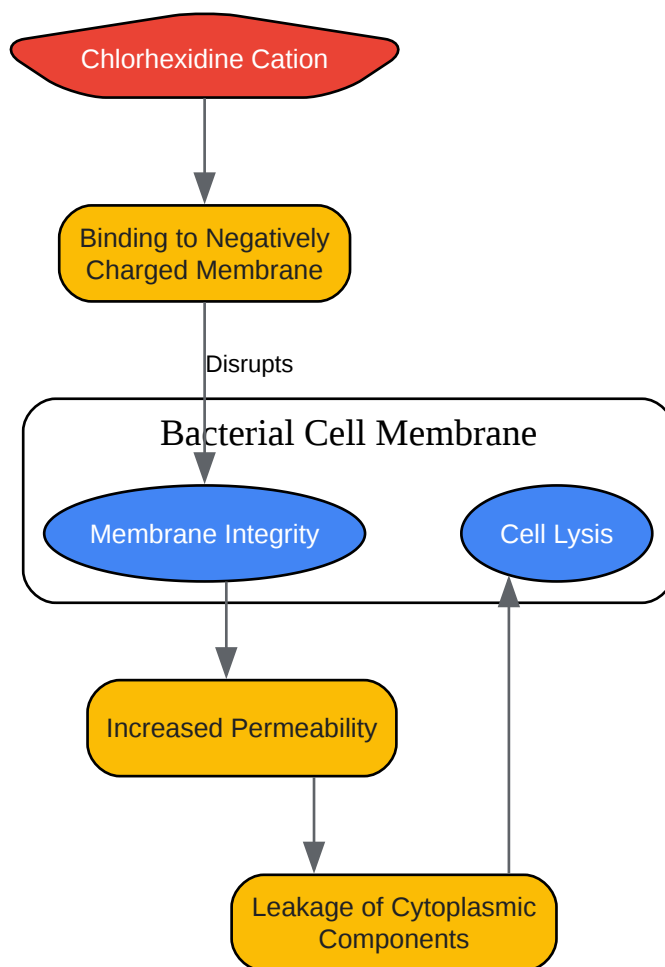 Chlorhexidine Cation
Binding to Negatively
Charged Membrane
Disrupts
Bacterial Cell Membrane
Membrane Integrity
Cell Lysis
Increased Permeability
Leakage of Cytoplasmic
Components